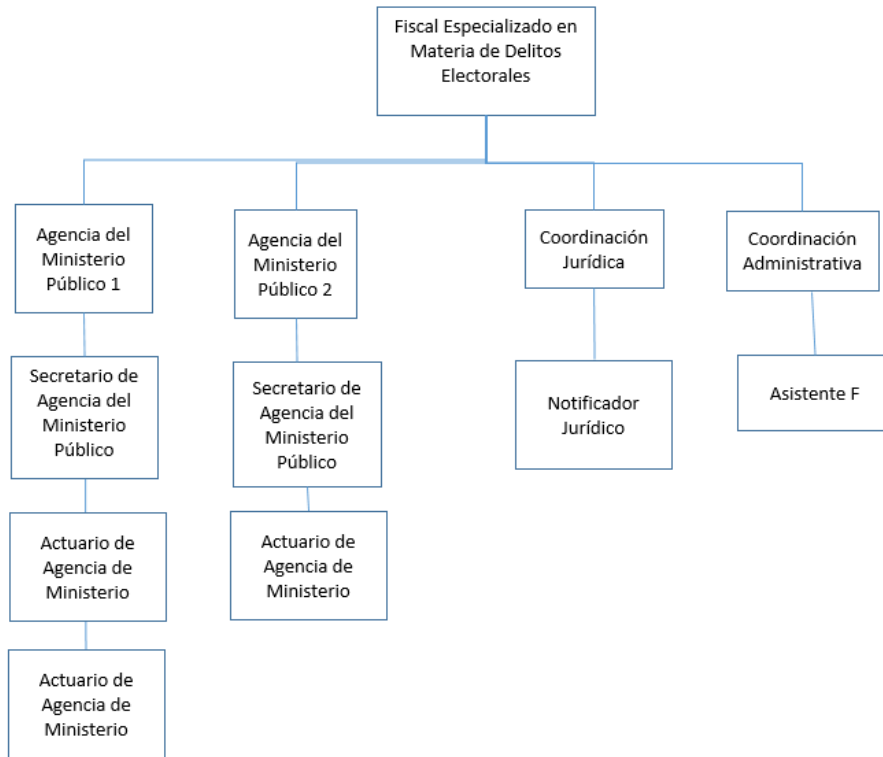 Fiscal Especializado en
Materia de Delitos
Electorales
Agencia del
Ministerio
Público 1
Agencia del
Ministerio
Público 2
Coordinación
Jurídica
Coordinación
Administrativa
Secretario de
Agencia del
Ministerio
Público
Secretario de
Agencia del
Ministerio
Público
Notificador
Jurídico
Asistente F
Actuario de
Agencia de
Ministerio
Actuario de
Agencia de
Ministerio
Actuario de
Agencia de
Ministerio